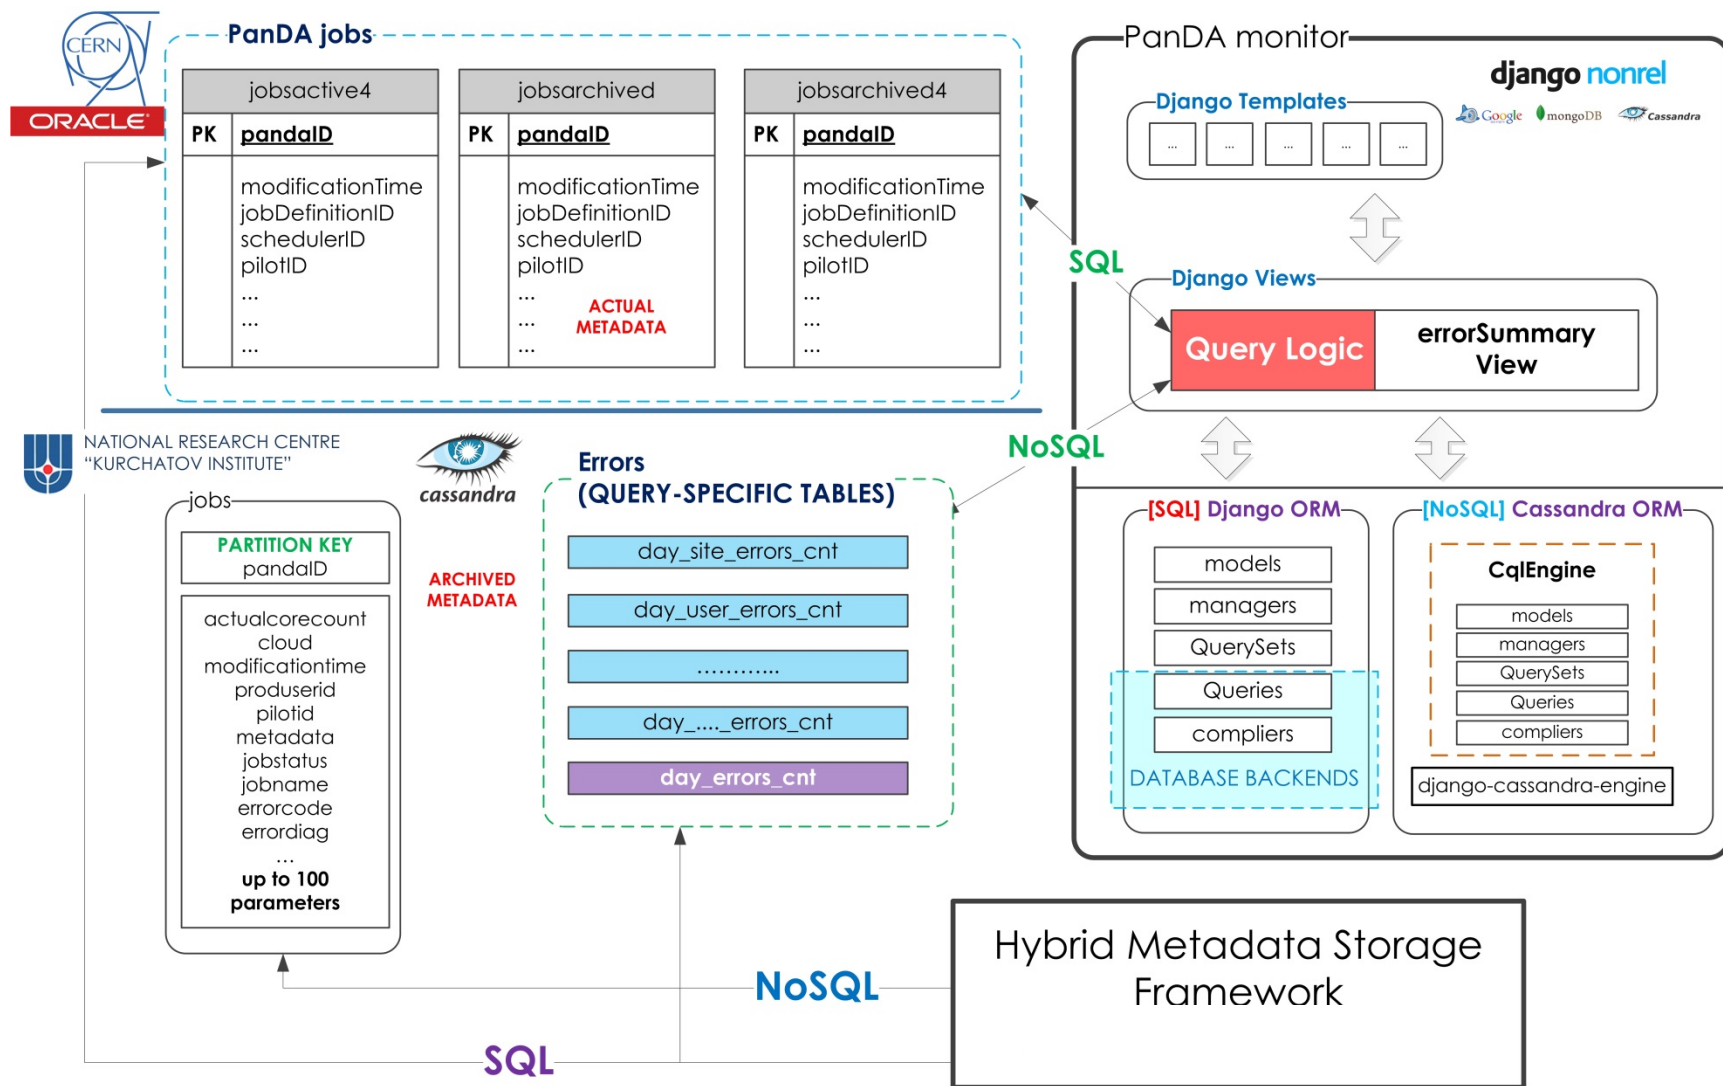 CERN
ORACLE
PanDA jobs
jobsactive4
PK pandaID
modificationTime
jobDefinitionID
schedulerID
pilotID
...
...
...
jobsarchived
PK pandaID
modificationTime
jobDefinitionID
schedulerID
pilotID
...
...
...
ACTUAL
METADATA
jobsarchived4
PK pandaID
modificationTime
jobDefinitionID
schedulerID
pilotID
...
...
...
PanDA monitor
django nonrel
Google mongoDB Cassandra
Django Templates
... ... ... ... ...
SQL
Django Views
Query Logic
errorSummary
View
NoSQL
NATIONAL RESEARCH CENTRE
“KURCHATOV INSTITUTE”
cassandra
jobs
PARTITION KEY
pandaID
actualcorecount
cloud
modificationtime
produserid
pilotid
metadata
jobstatus
jobname
errorcode
errordiag
...
up to 100
parameters
ARCHIVED
METADATA
Errors
(QUERY-SPECIFIC TABLES)
day_site_errors_cnt
day_user_errors_cnt
............
day_...._errors_cnt
day_errors_cnt
[SQL] Django ORM
models
managers
QuerySets
Queries
compliers
DATABASE BACKENDS
[NoSQL] Cassandra ORM
CqlEngine
models
managers
QuerySets
Queries
compliers
django-cassandra-engine
Hybrid Metadata Storage
Framework
NoSQL
SQL